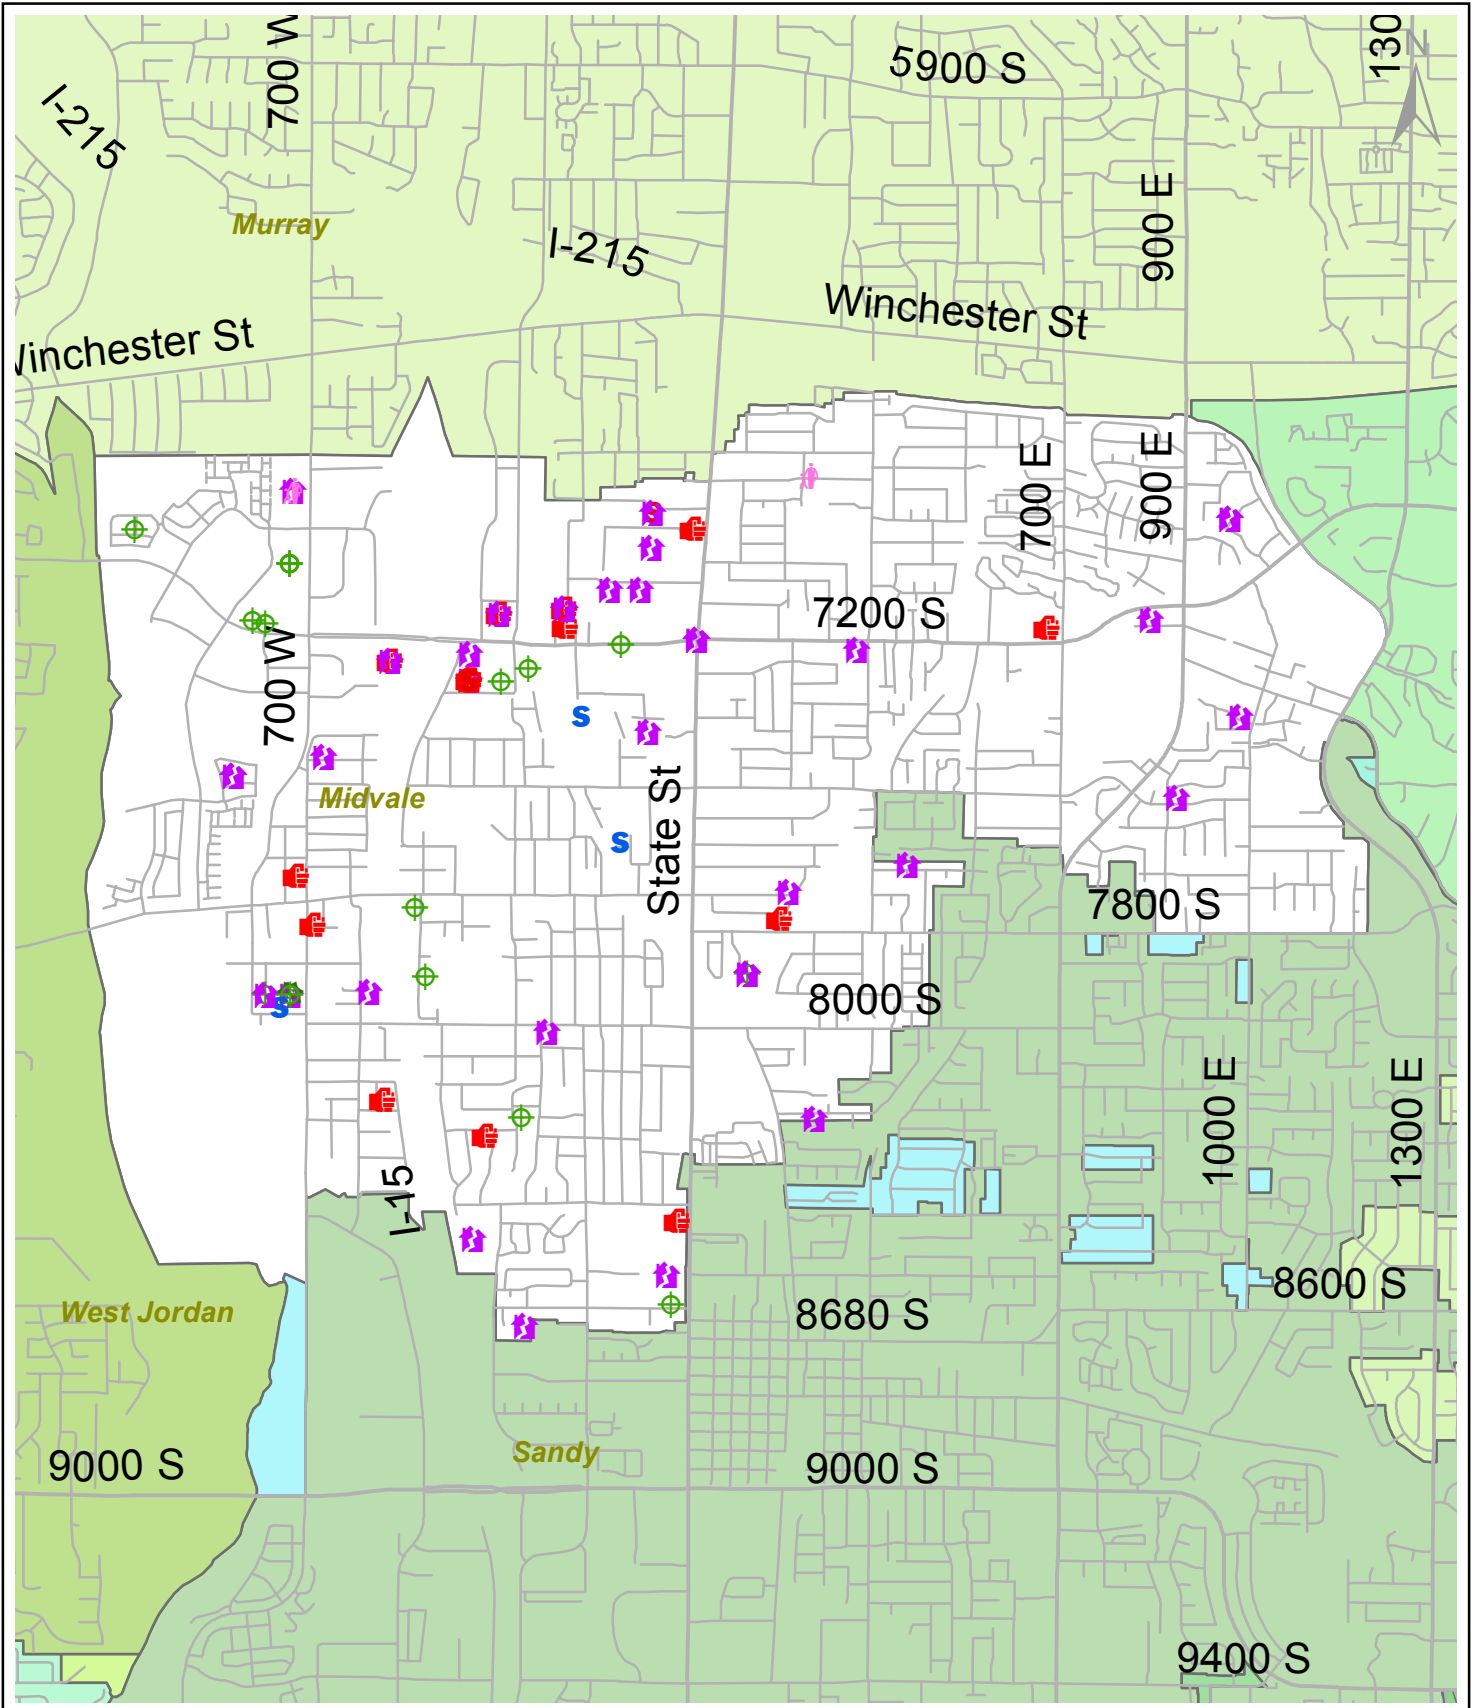 700 W
130
N
5900 S
I-215
900 E
Murray
I-215
Winchester St
Winchester St
700 E
900 E
7200 S
700 W
S
Midvale
State St
S
7800 S
8000 S
S
1000 E
1300 E
I-15
8600 S
West Jordan
8680 S
Sandy
9000 S
9000 S
9400 S